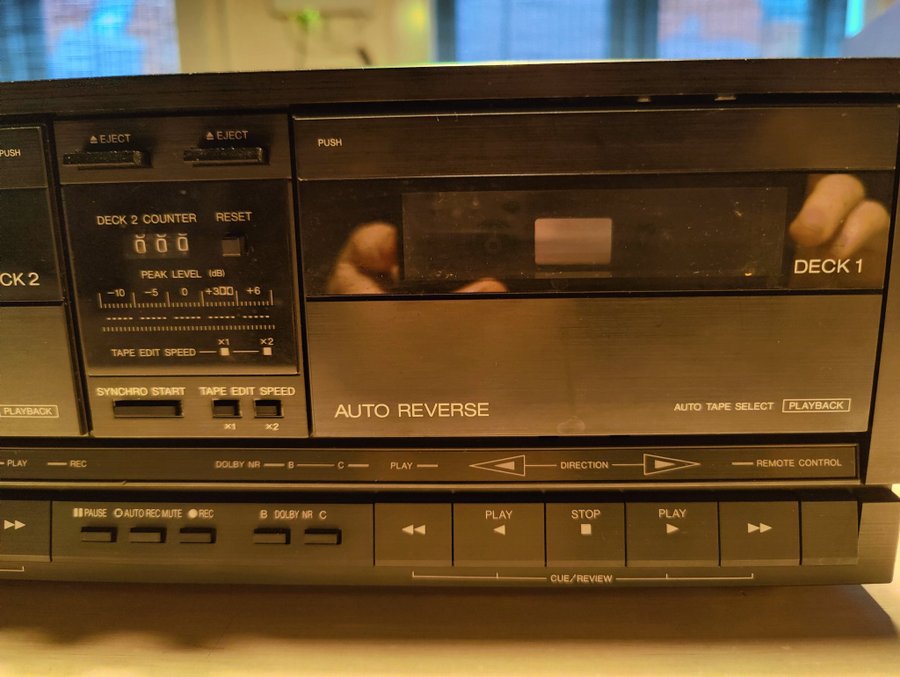 PUSH
▲EJECT
▲EJECT
PUSH
DECK 2 COUNTER RESET
000
CK 2
PEAK LEVEL (dB)
-10 -5 0 +3 +6
DECK 1
×1 ×2
TAPE EDIT SPEED
SYNCHRO START TAPE EDIT SPEED
×1 ×2
PLAYBACK
AUTO REVERSE
AUTO TAPE SELECT PLAYBACK
PLAY REC DOLBY NR B C PLAY DIRECTION REMOTE CONTROL
PAUSE AUTO REC MUTE REC B DOLBY NR C PLAY STOP PLAY
CUE/REVIEW